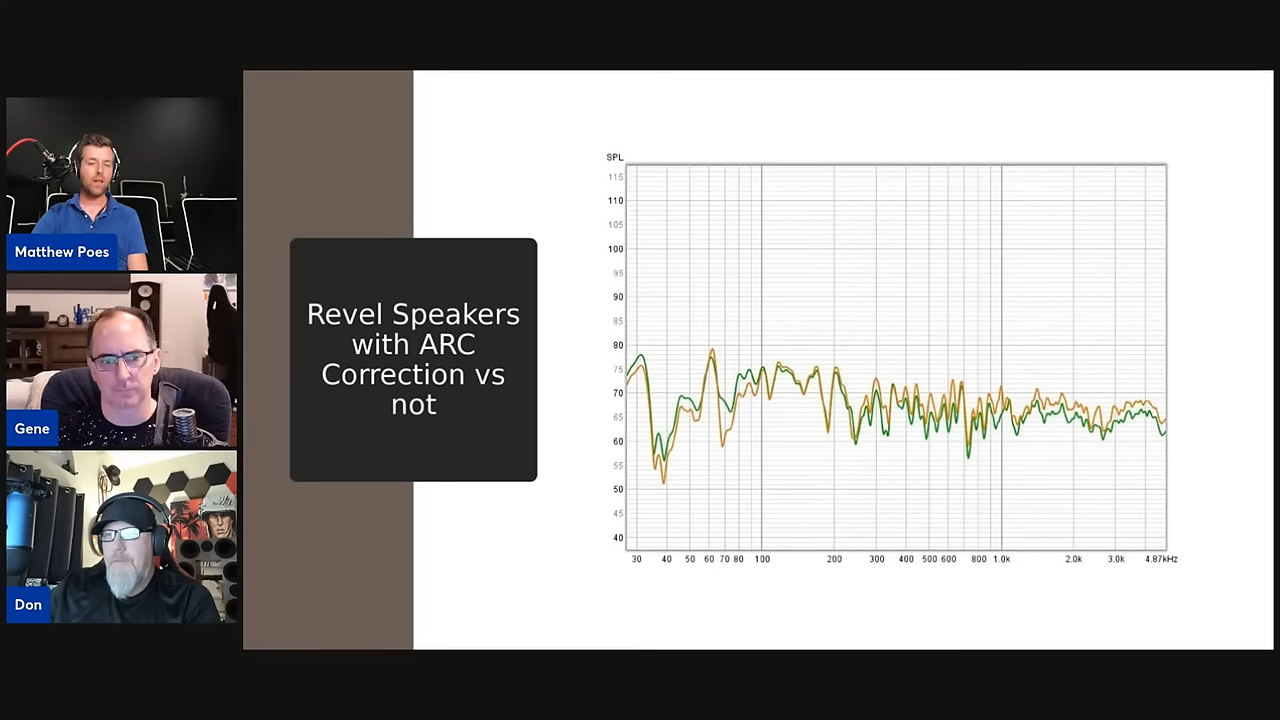 Matthew Poes
Gene
Don
Revel Speakers
with ARC
Correction vs
not
SPL
115
110
105
100
95
90
85
80
75
70
65
60
55
50
45
40
30 40 50 60 70 80 100 200 300 400 500 600 800 1.0k 2.0k 3.0k 4.87kHz